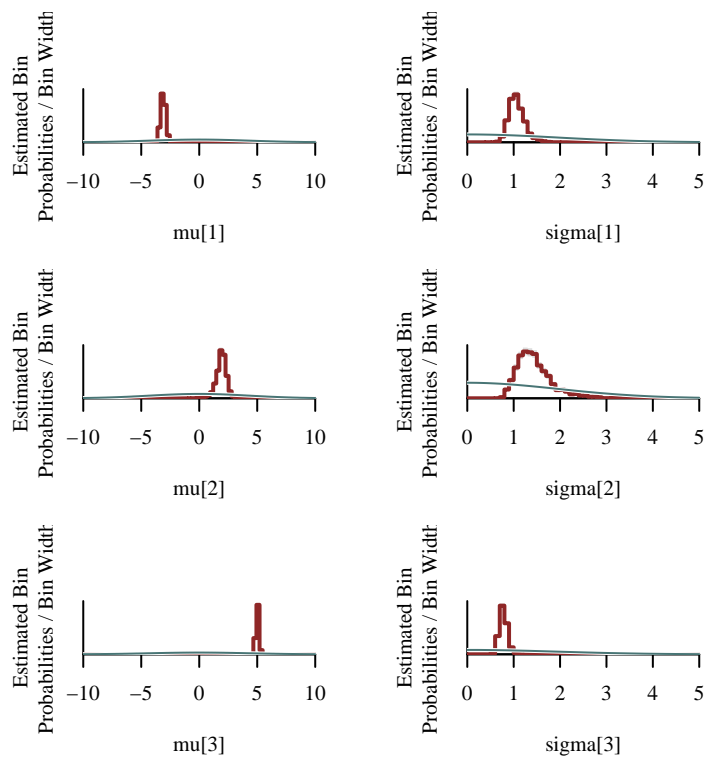 Estimated Bin
Probabilities / Bin Width
−10 −5 0 5 10
mu[1]
Estimated Bin
Probabilities / Bin Width
0 1 2 3 4 5
sigma[1]
Estimated Bin
Probabilities / Bin Width
−10 −5 0 5 10
mu[2]
Estimated Bin
Probabilities / Bin Width
0 1 2 3 4 5
sigma[2]
Estimated Bin
Probabilities / Bin Width
−10 −5 0 5 10
mu[3]
Estimated Bin
Probabilities / Bin Width
0 1 2 3 4 5
sigma[3]